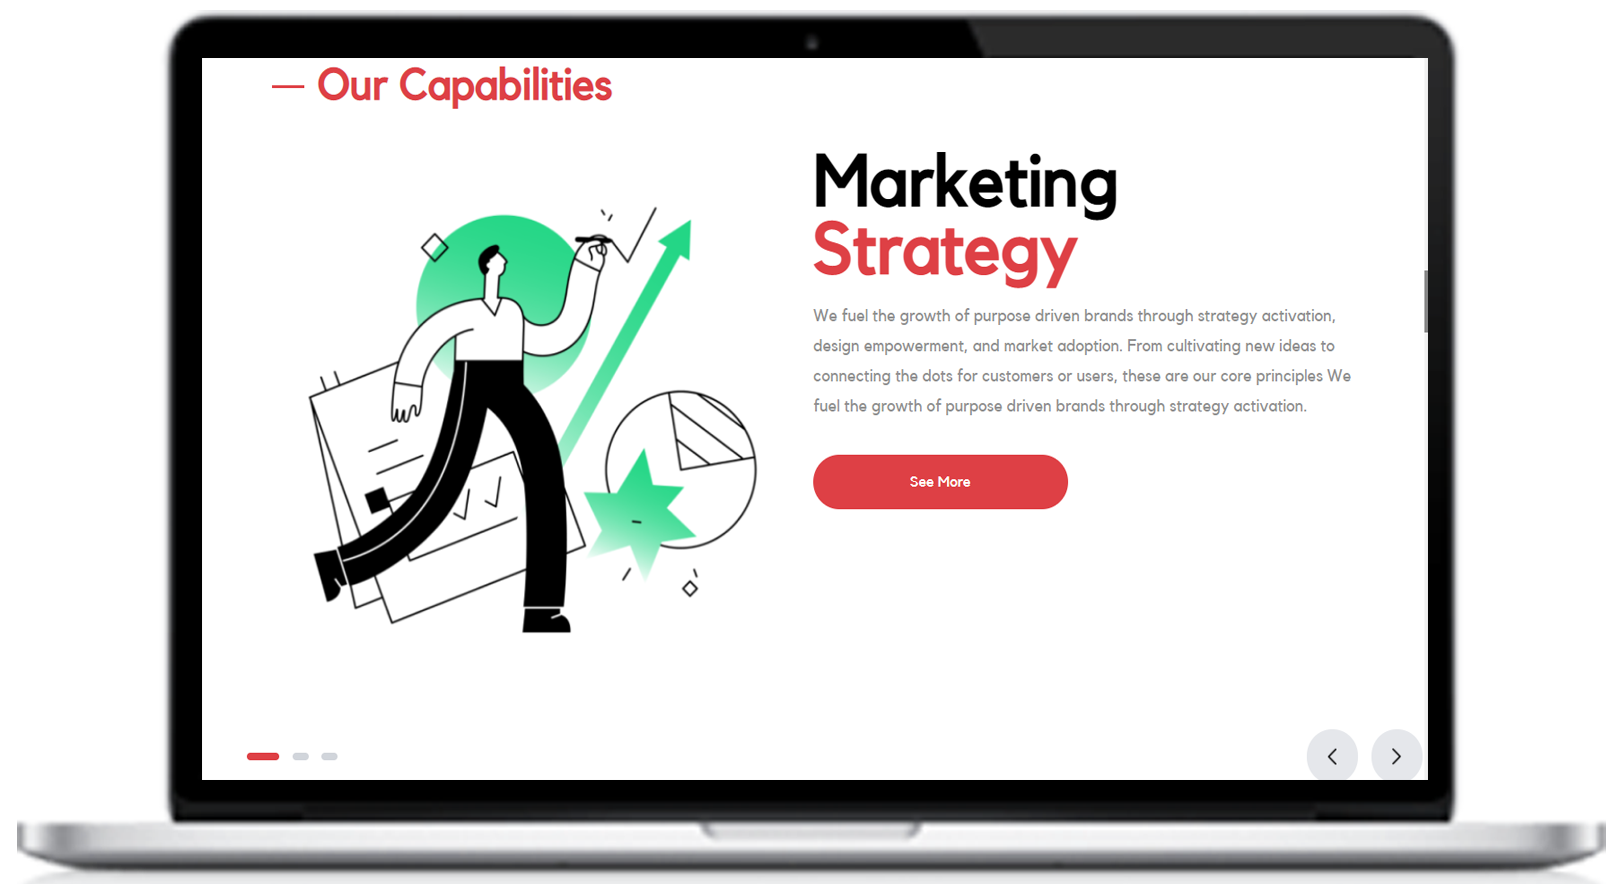 Our Capabilities
Marketing
Strategy
We fuel the growth of purpose driven brands through strategy activation,
design empowerment, and market adoption. From cultivating new ideas to
connecting the dots for customers or users, these are our core principles We
fuel the growth of purpose driven brands through strategy activation.
See More